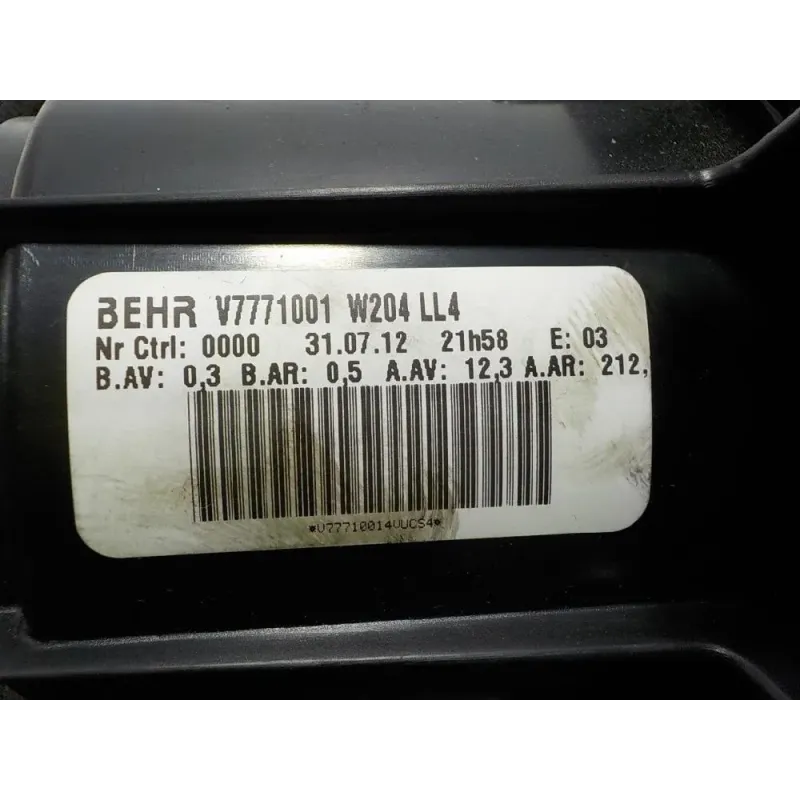 BEHR V7771001 W204 LL4
Nr Ctrl: 0000 31.07.12 21h58 E: 03
B.AV: 0,3 B.AR: 0,5 A.AV: 12,3 A.AR: 212,
*V77710014VUCS4*